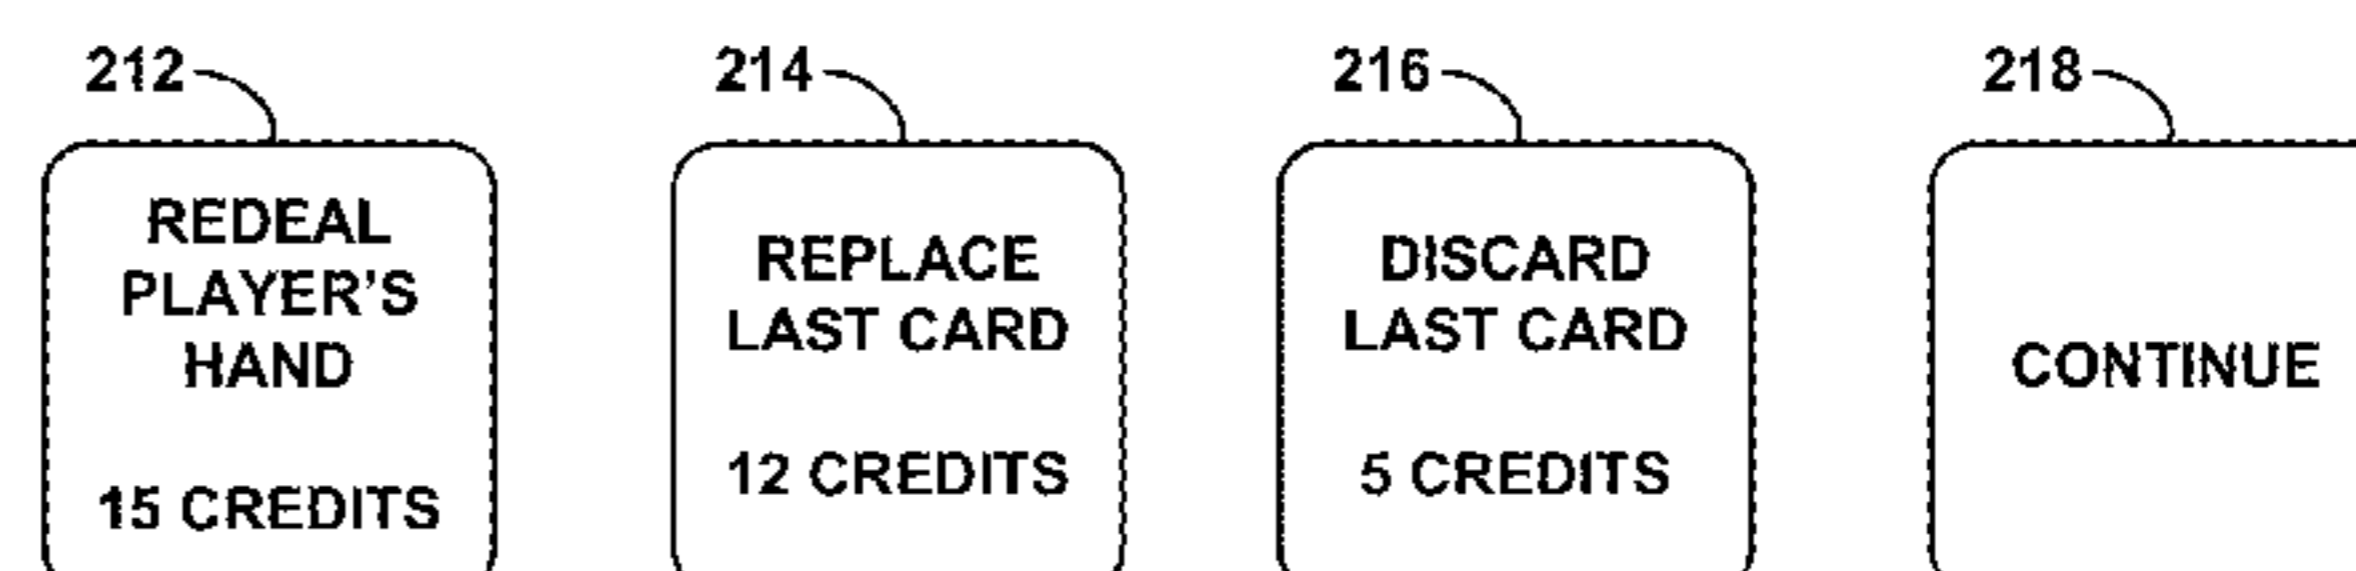 212
214
216
218
REDEAL
PLAYER'S
HAND
15 CREDITS
REPLACE
LAST CARD
12 CREDITS
DISCARD
LAST CARD
5 CREDITS
CONTINUE